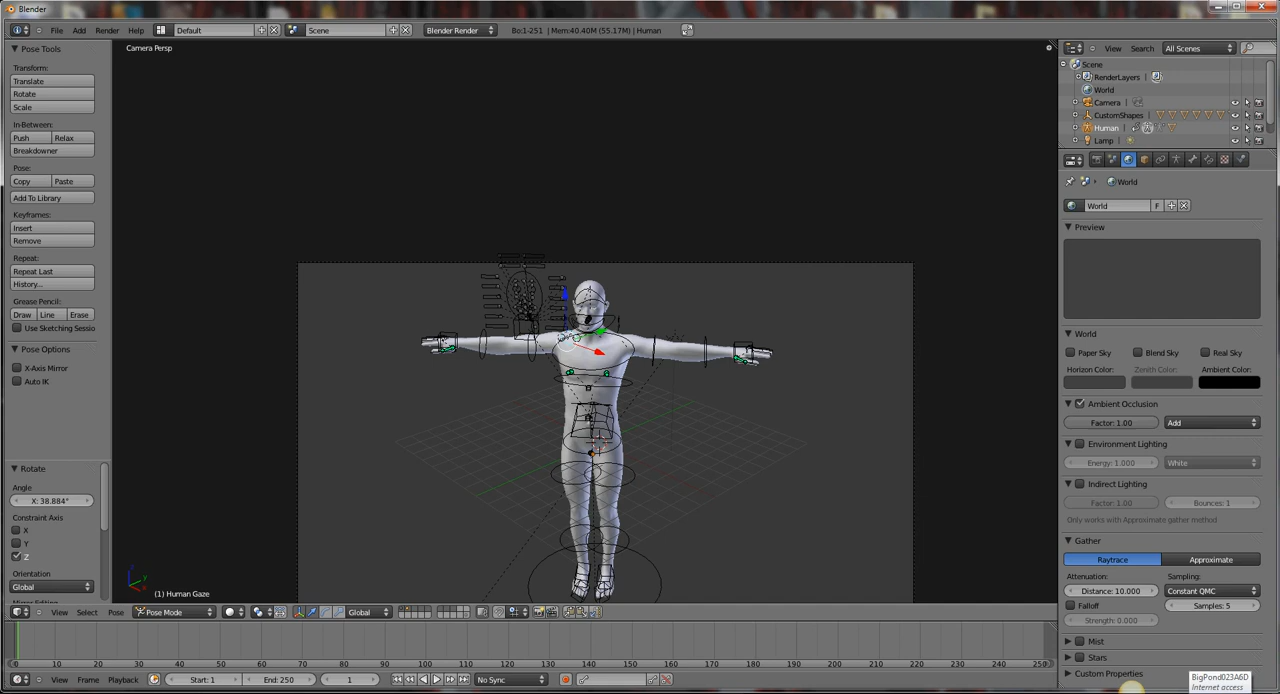 Blender
File Add Render Help Default Scene Blender Render Bo:1-251 | Mem:40.40M (55.17M) | Human View Search All Scenes
Pose Tools
Camera Persp
Transform:
Translate
Rotate
Scale
In-Between:
Push Relax
Breakdowner
Pose:
Copy Paste
Add To Library
Keyframes:
Insert
Remove
Repeat:
Repeat Last
History...
Grease Pencil:
Draw Line Erase
Use Sketching Sessio
Pose Options
X-Axis Mirror
Auto IK
Rotate
Angle
X: 38.884°
Constraint Axis
X
Y
Z
Orientation
Global
(1) Human Gaze
View Select Pose Pose Mode Global
0 10 20 30 40 50 60 70 80 90 100 110 120 130 140 150 160 170 180 190 200 210 220 230 240 250
View Frame Playback Start: 1 End: 250 1 No Sync
Scene
RenderLayers
World
Camera
CustomShapes
Human
Lamp
World
World F
Preview
World
Paper Sky Blend Sky Real Sky
Horizon Color: Zenith Color: Ambient Color:
Ambient Occlusion
Factor: 1.00 Add
Environment Lighting
Energy: 1.000 White
Indirect Lighting
Factor: 1.00 Bounces: 1
Only works with Approximate gather method
Gather
Raytrace Approximate
Attenuation: Sampling:
Distance: 10.000 Constant QMC
Falloff Samples: 5
Strength: 0.000
Mist
Stars
Custom Properties
BigPond023A6D
Internet access